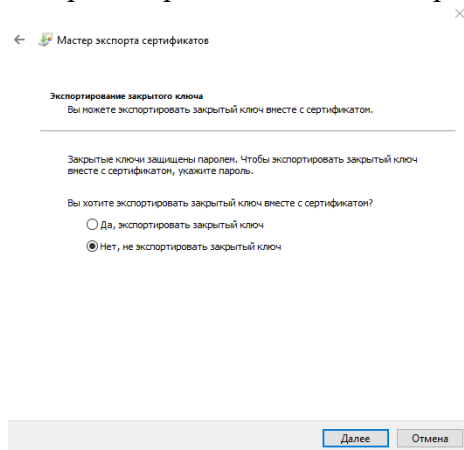 Мастер экспорта сертификатов
Экспортирование закрытого ключа
Вы можете экспортировать закрытый ключ вместе с сертификатом.
Закрытые ключи защищены паролем. Чтобы экспортировать закрытый ключ
вместе с сертификатом, укажите пароль.
Вы хотите экспортировать закрытый ключ вместе с сертификатом?
Да, экспортировать закрытый ключ
Нет, не экспортировать закрытый ключ
Далее Отмена